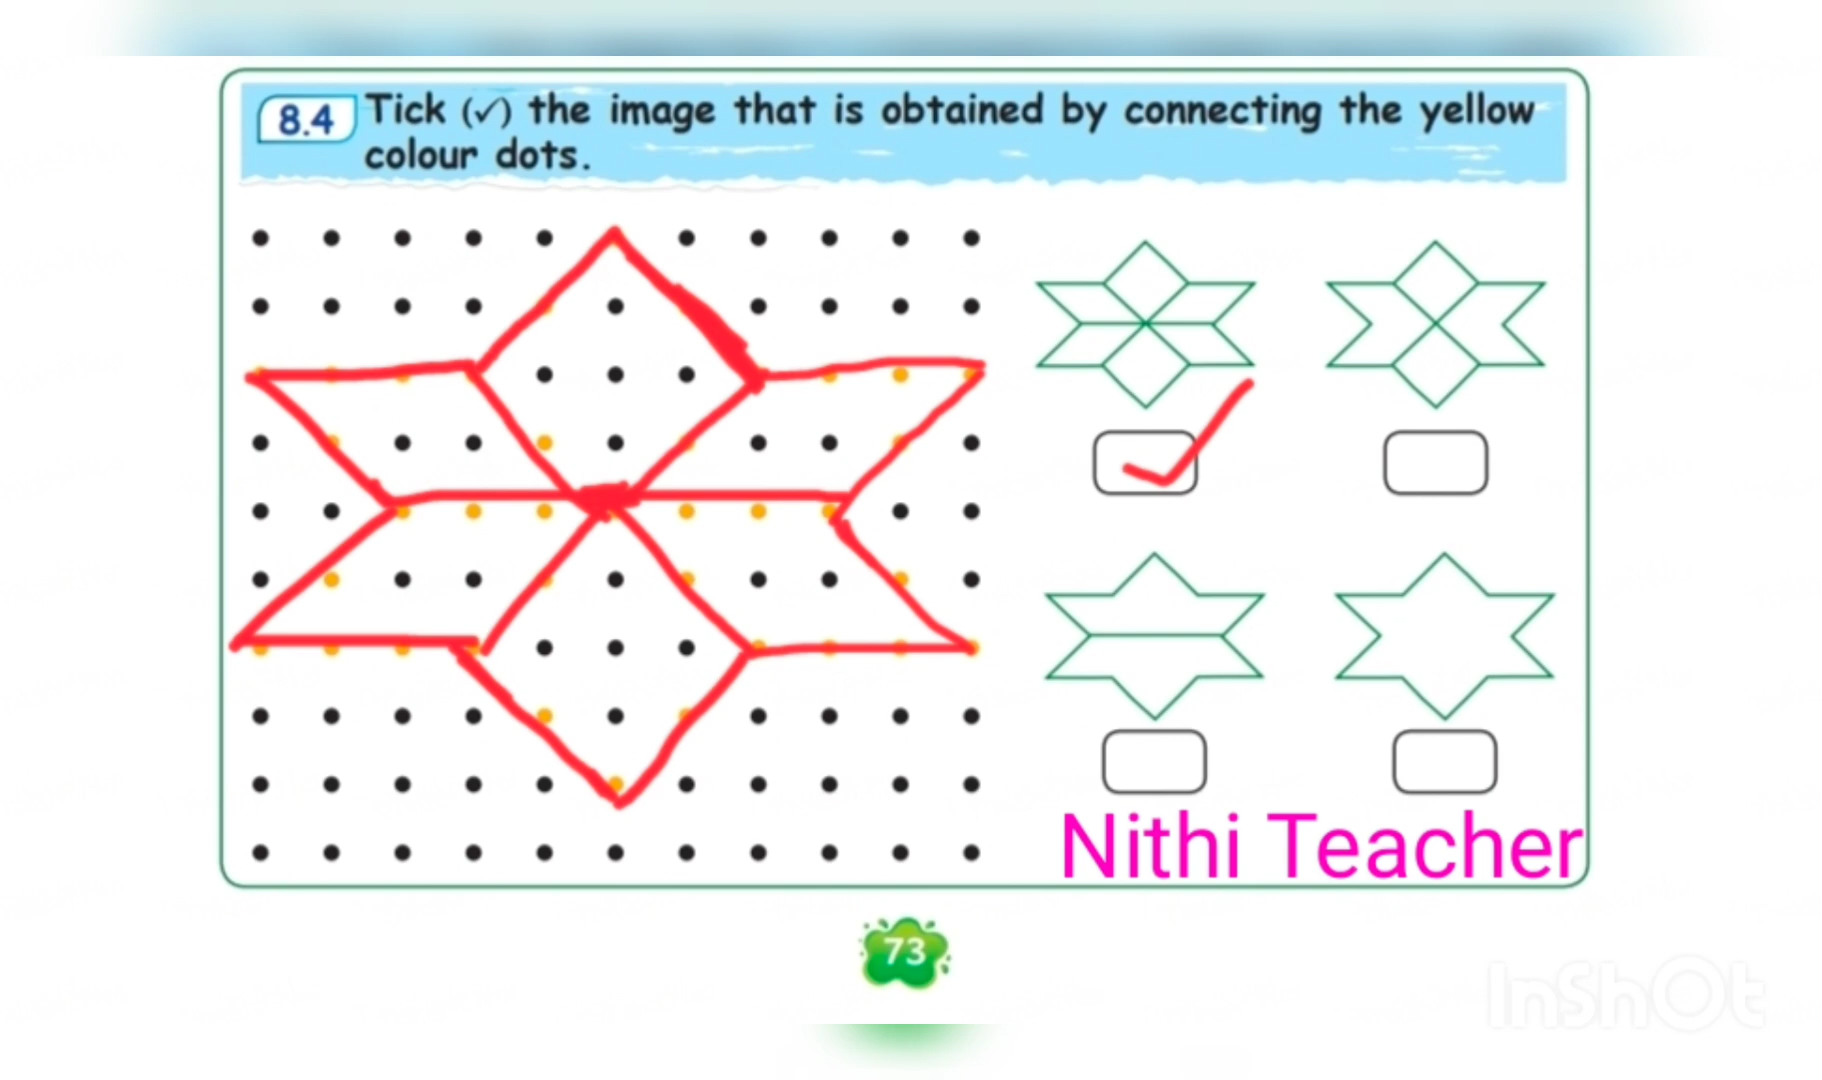 8.4 Tick (✓) the image that is obtained by connecting the yellow
colour dots.
Nithi Teacher
73
InShOt